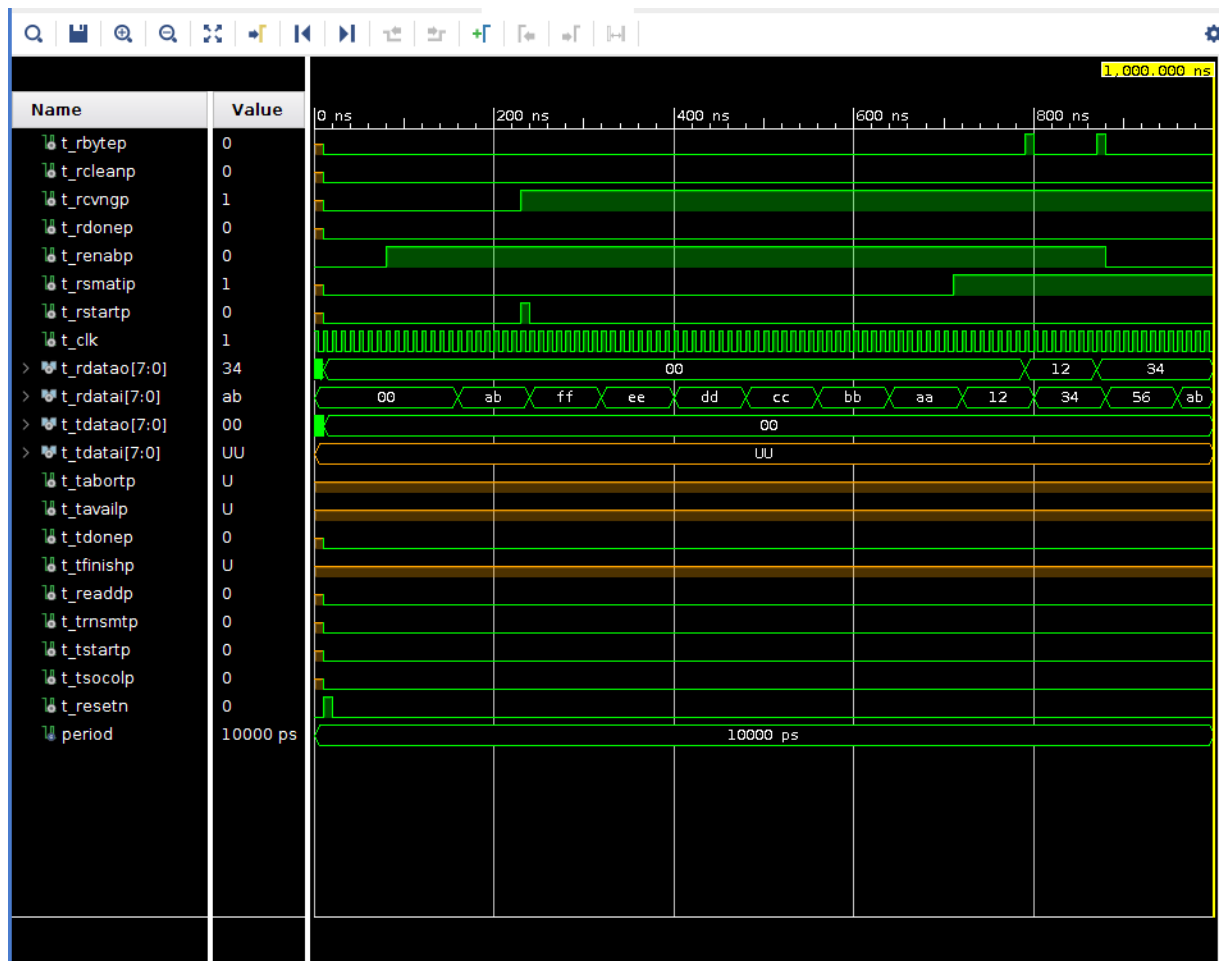 1,000.000 ns
Name Value 0 ns 200 ns 400 ns 600 ns 800 ns
t_rbytep 0
t_rcleanp 0
t_rcvngp 1
t_rdonep 0
t_renabp 0
t_rsmatip 1
t_rstartp 0
t_clk 1
t_rdatao[7:0] 34 00 12 34
t_rdatai[7:0] ab 00 ab ff ee dd cc bb aa 12 34 56 ab
t_tdatao[7:0] 00 00
t_tdatai[7:0] UU UU
t_tabortp U
t_tavailp U
t_tdonep 0
t_tfinishp U
t_readdp 0
t_trnsmtp 0
t_tstartp 0
t_tsocolp 0
t_resetn 0
period 10000 ps 10000 ps